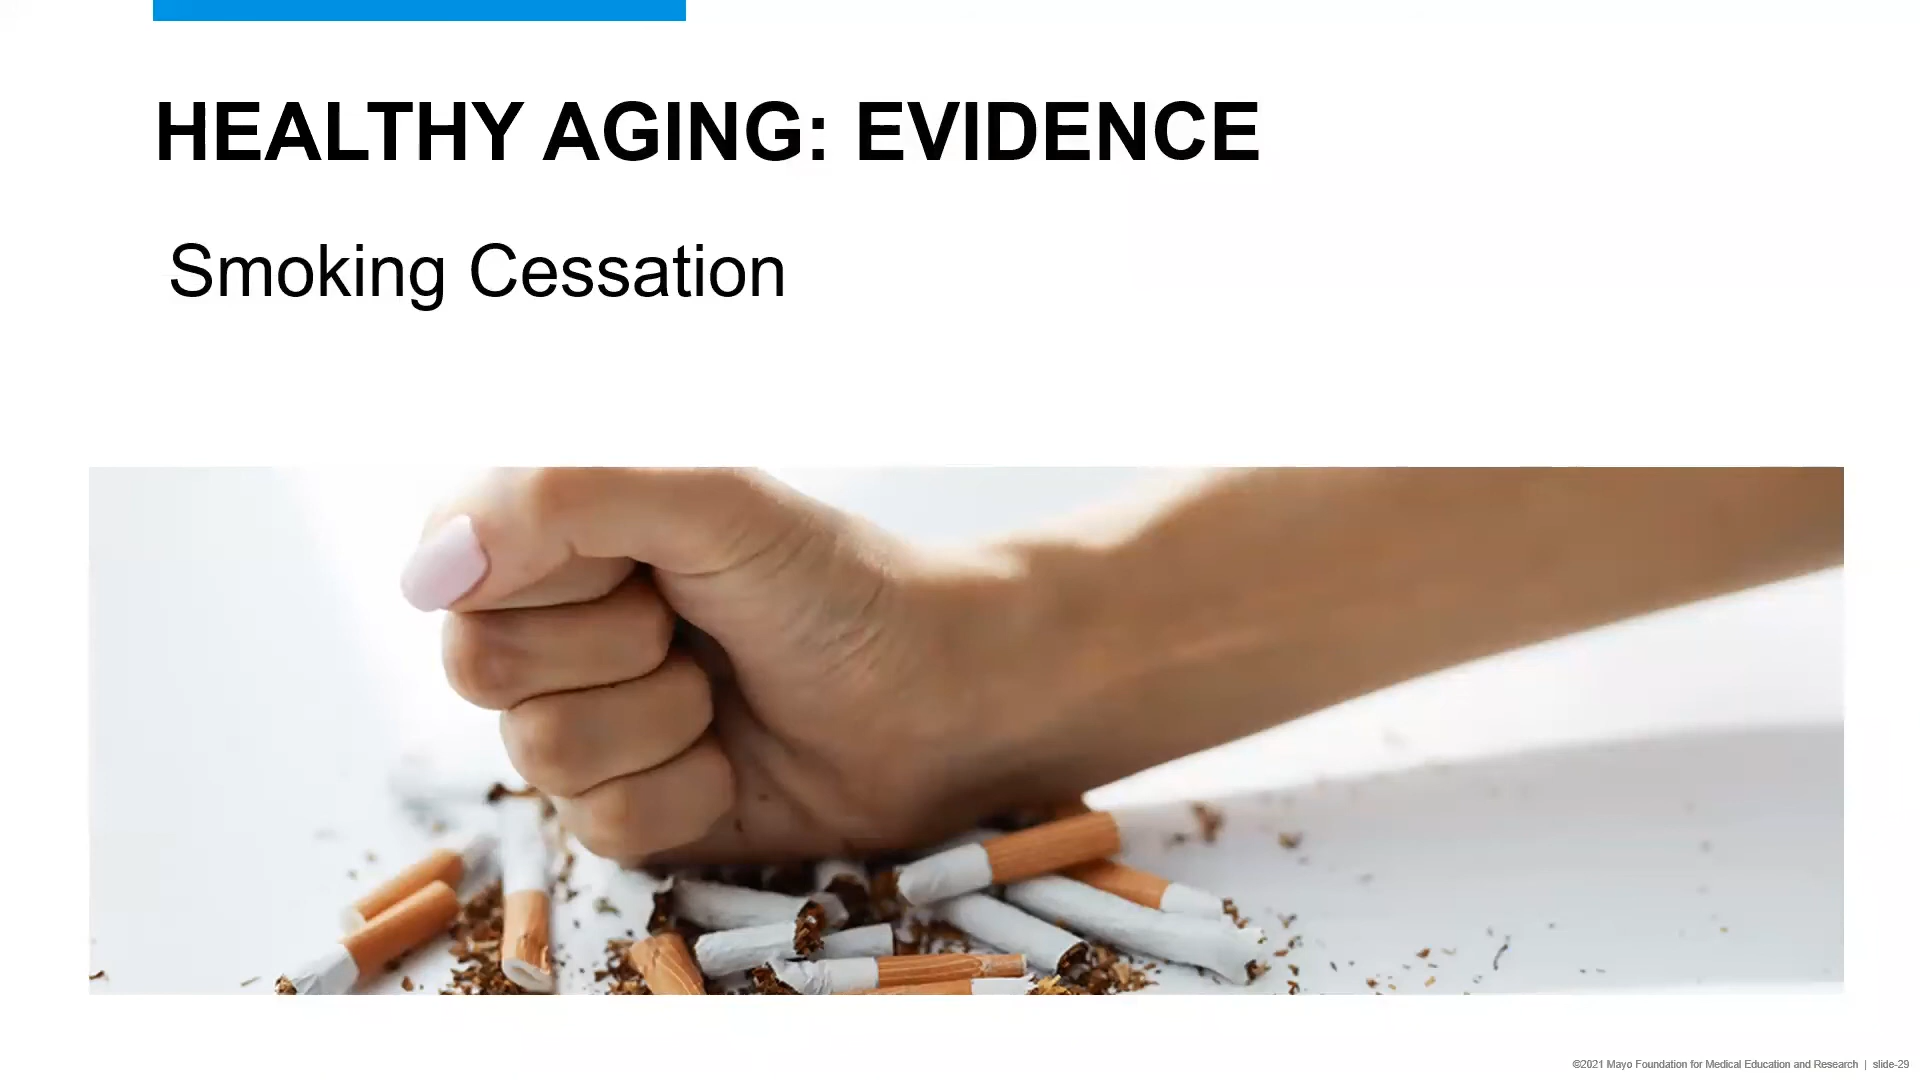 HEALTHY AGING: EVIDENCE
Smoking Cessation
©2021 Mayo Foundation for Medical Education and Research | slide-29